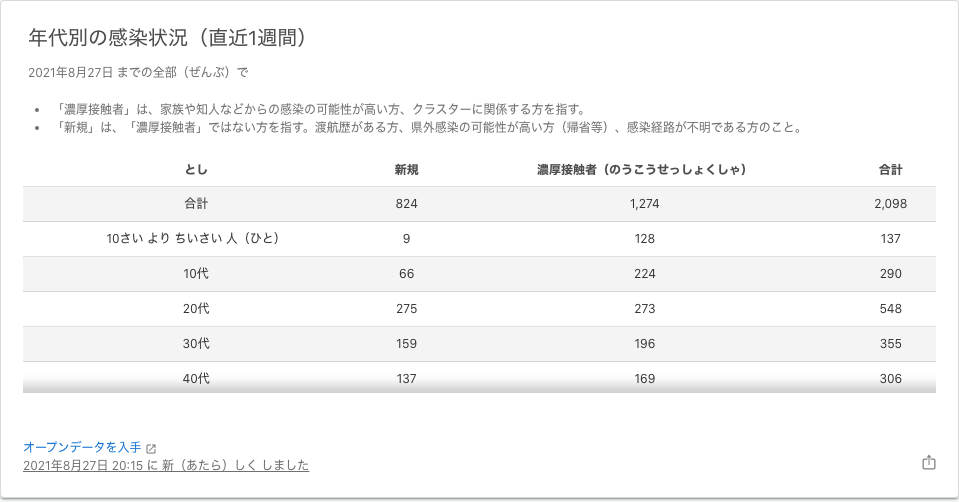 年代別の感染状況（直近1週間）
2021年8月27日 までの全部（ぜんぶ）で
• 「濃厚接触者」は、家族や知人などからの感染の可能性が高い方、クラスターに関係する方を指す。
• 「新規」は、「濃厚接触者」ではない方を指す。渡航歴がある方、県外感染の可能性が高い方（帰省等）、感染経路が不明である方のこと。
とし 新規 濃厚接触者（のうこうせっしょくしゃ） 合計
合計 824 1,274 2,098
10さい より ちいさい 人（ひと） 9 128 137
10代 66 224 290
20代 275 273 548
30代 159 196 355
40代 137 169 306
オープンデータを入手
2021年8月27日 20:15 に 新（あたら）しく しました